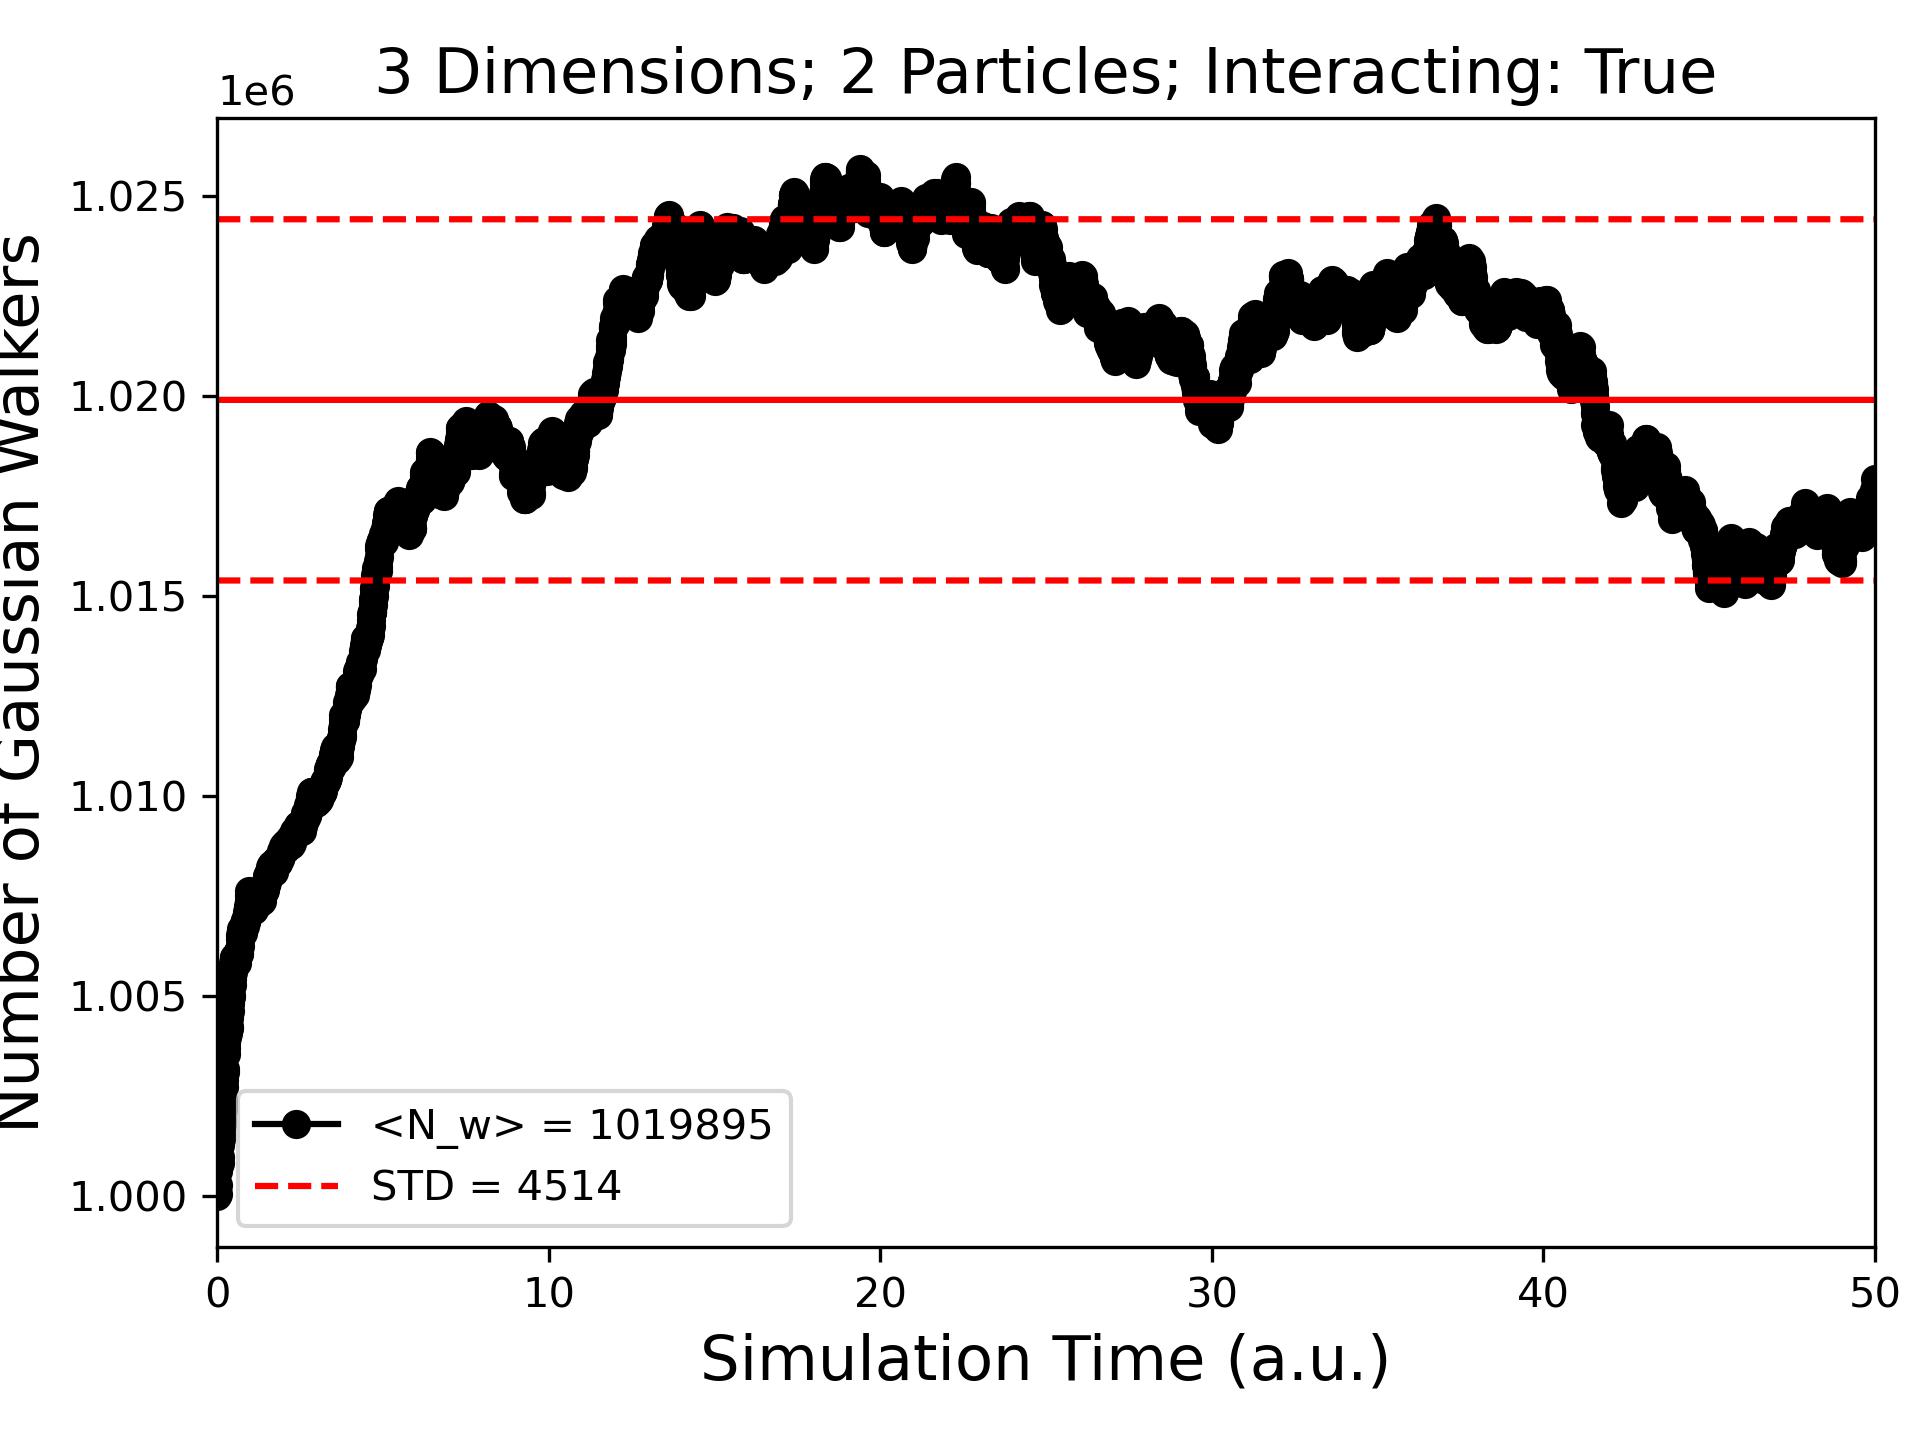 3 Dimensions; 2 Particles; Interacting: True
1e6
Number of Gaussian Walkers
1.025
1.020
1.015
1.010
1.005
1.000
<N_w> = 1019895
STD = 4514
0 10 20 30 40 50
Simulation Time (a.u.)